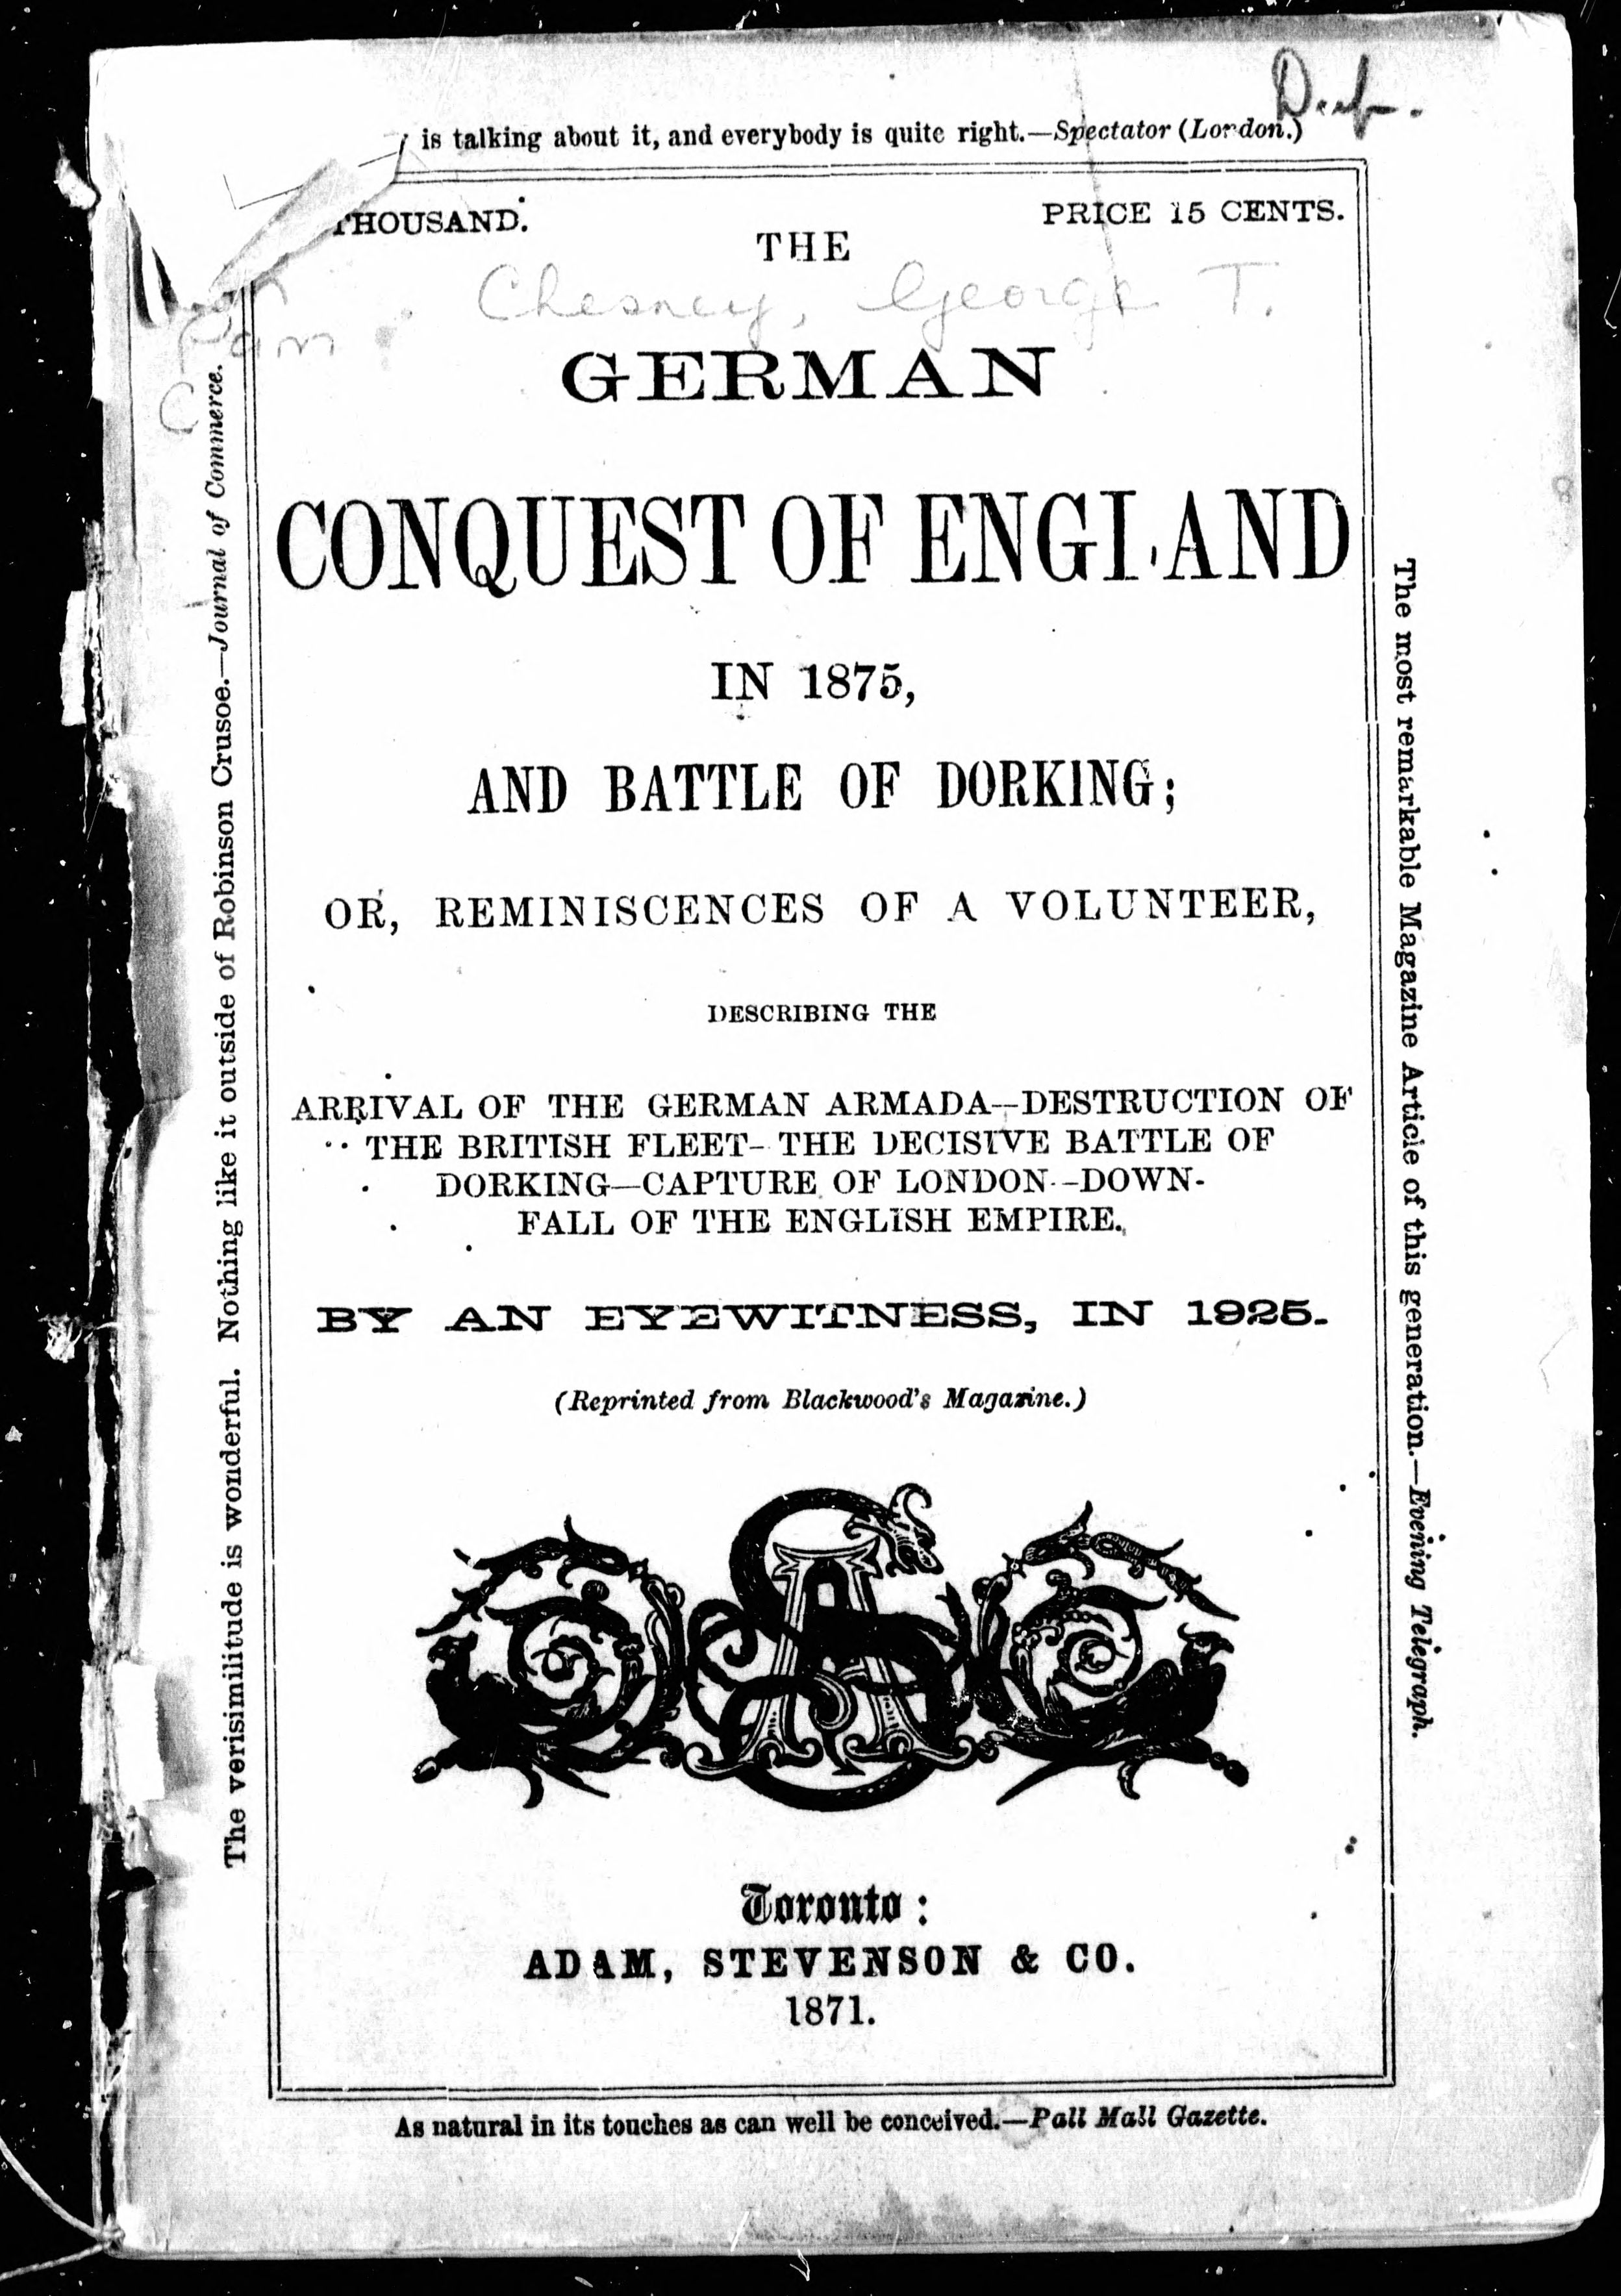 is talking about it, and everybody is quite right.—Spectator (London.)
THOUSAND.
PRICE 15 CENTS.
THE
Chesney, George T.
Pam
C
GERMAN
CONQUEST OF ENGLAND
IN 1875,
AND BATTLE OF DORKING;
OR, REMINISCENCES OF A VOLUNTEER,
DESCRIBING THE
ARRIVAL OF THE GERMAN ARMADA—DESTRUCTION OF
THE BRITISH FLEET—THE DECISIVE BATTLE OF
DORKING—CAPTURE OF LONDON—DOWN-
FALL OF THE ENGLISH EMPIRE.
BY AN EYEWITNESS, IN 1925.
(Reprinted from Blackwood's Magazine.)
AS
Toronto:
ADAM, STEVENSON & CO.
1871.
As natural in its touches as can well be conceived.—Pall Mall Gazette.
The verisimilitude is wonderful. Nothing like it outside of Robinson Crusoe.—Journal of Commerce.
The most remarkable Magazine Article of this generation.—Evening Telegraph.